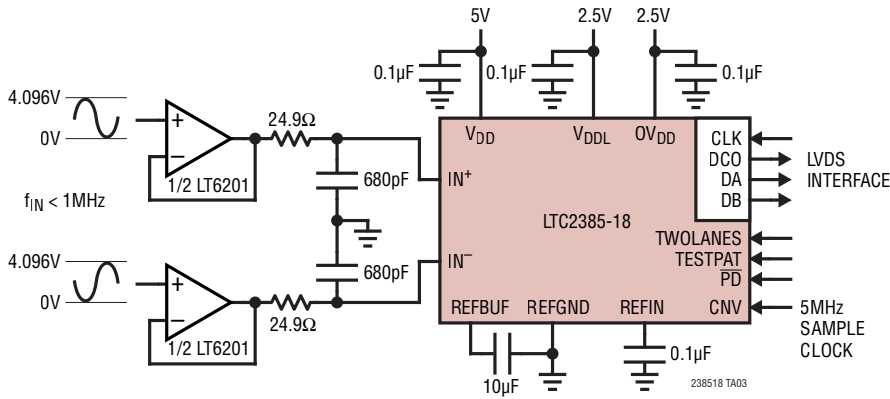 5V 2.5V 2.5V
0.1µF 0.1µF 0.1µF
4.096V
0V
+
–
1/2 LT6201
24.9Ω
680pF
f_IN < 1MHz
4.096V
0V
+
–
1/2 LT6201
24.9Ω
680pF
V_DD V_DDL OV_DD
IN⁺
IN⁻
LTC2385-18
CLK
DCO
DA
DB
LVDS
INTERFACE
TWOLANES
TESTPAT
P̅D̅
CNV
5MHz
SAMPLE
CLOCK
REFBUF REFGND REFIN
10µF
0.1µF
238518 TA03